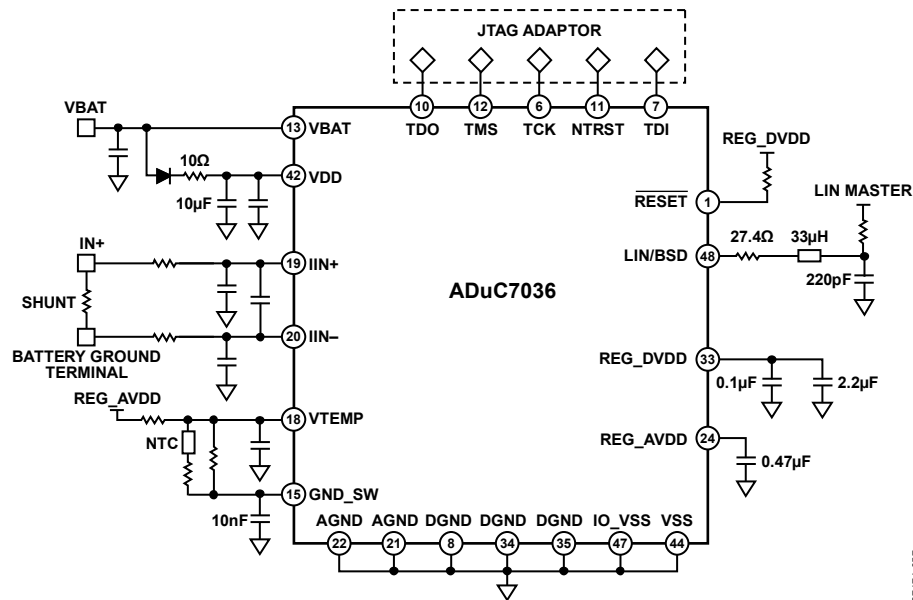 JTAG ADAPTOR
10 12 6 11 7
TDO TMS TCK NTRST TDI
VBAT
13 VBAT
10Ω
42 VDD
10µF
IN+
19 IIN+
SHUNT
20 IIN–
BATTERY GROUND
TERMINAL
REG_AVDD
18 VTEMP
NTC
15 GND_SW
10nF
ADuC7036
REG_DVDD
RESET 1
LIN MASTER
27.4Ω 33µH
LIN/BSD 48
220pF
REG_DVDD 33
0.1µF 2.2µF
REG_AVDD 24
0.47µF
AGND AGND DGND DGND DGND IO_VSS VSS
22 21 8 34 35 47 44